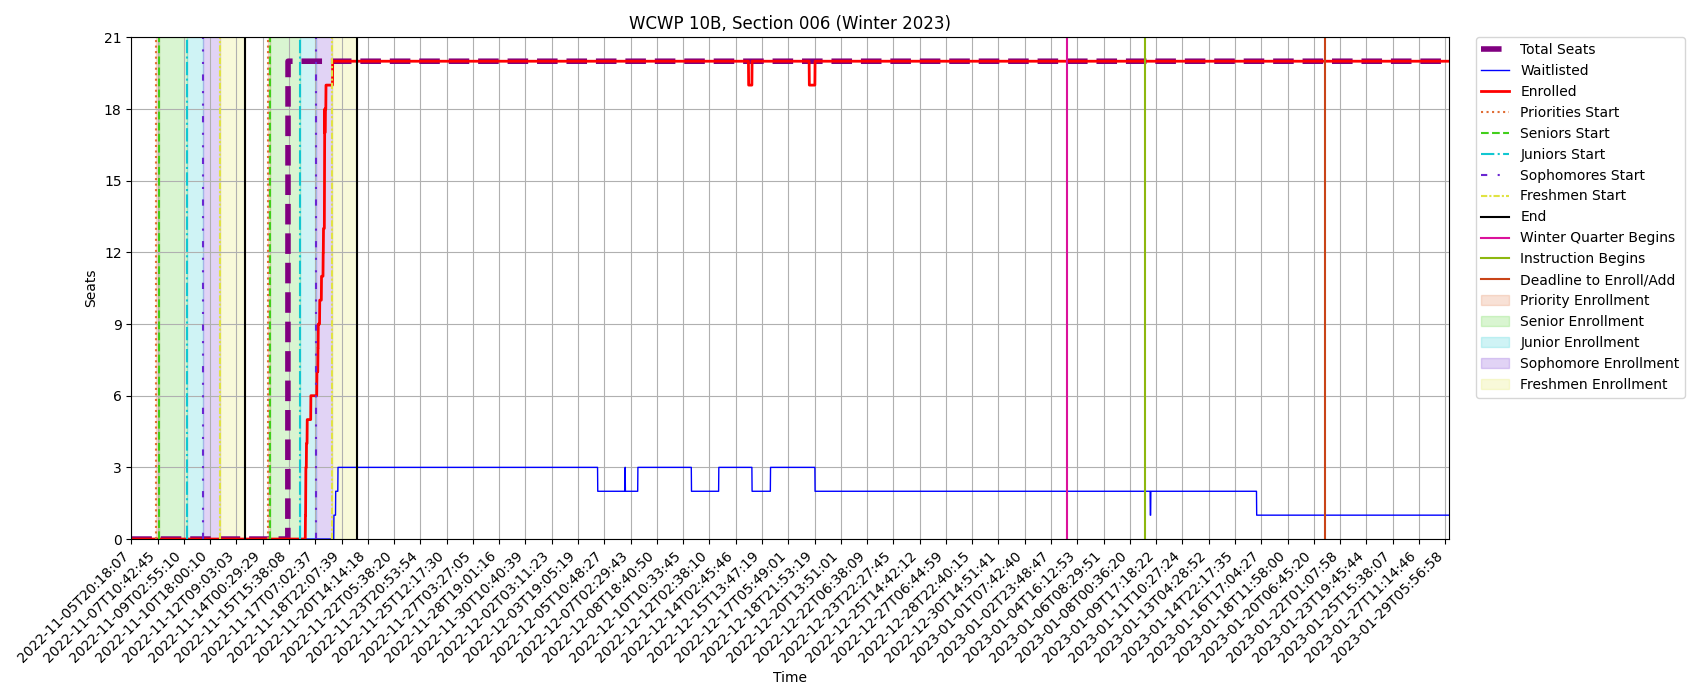 WCWP 10B, Section 006 (Winter 2023)
Seats
21
18
15
12
9
6
3
0
2022-11-05T20:18:07
2022-11-07T10:42:45
2022-11-09T02:55:10
2022-11-10T18:00:10
2022-11-12T09:03:03
2022-11-14T00:29:29
2022-11-15T15:38:08
2022-11-17T07:02:37
2022-11-18T22:07:39
2022-11-20T14:14:18
2022-11-22T05:38:20
2022-11-23T20:53:54
2022-11-25T12:17:30
2022-11-27T03:27:05
2022-11-28T19:01:16
2022-11-30T10:40:39
2022-12-02T03:11:23
2022-12-03T19:05:19
2022-12-05T10:48:27
2022-12-07T02:29:43
2022-12-08T18:40:50
2022-12-10T10:33:45
2022-12-12T02:38:10
2022-12-14T02:45:46
2022-12-15T13:47:19
2022-12-17T05:49:01
2022-12-18T21:53:19
2022-12-20T13:51:01
2022-12-22T06:38:09
2022-12-23T22:27:45
2022-12-25T14:42:12
2022-12-27T06:44:59
2022-12-28T22:40:15
2022-12-30T14:51:41
2023-01-01T07:42:40
2023-01-02T23:48:47
2023-01-04T16:12:53
2023-01-06T08:29:51
2023-01-08T00:36:20
2023-01-09T17:18:22
2023-01-11T10:27:24
2023-01-13T04:28:52
2023-01-14T22:17:35
2023-01-16T17:04:27
2023-01-18T11:58:00
2023-01-20T06:45:20
2023-01-22T01:07:58
2023-01-23T19:45:44
2023-01-25T15:38:07
2023-01-27T11:14:46
2023-01-29T05:56:58
Time
Total Seats
Waitlisted
Enrolled
Priorities Start
Seniors Start
Juniors Start
Sophomores Start
Freshmen Start
End
Winter Quarter Begins
Instruction Begins
Deadline to Enroll/Add
Priority Enrollment
Senior Enrollment
Junior Enrollment
Sophomore Enrollment
Freshmen Enrollment